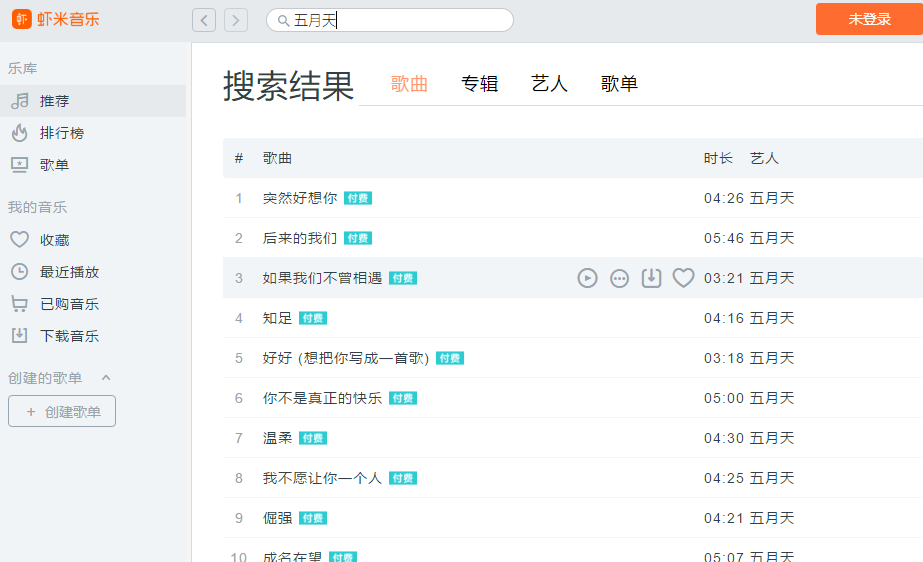 虾米音乐
五月天
未登录
乐库
推荐
排行榜
歌单
我的音乐
收藏
最近播放
已购音乐
下载音乐
创建的歌单
+ 创建歌单
搜索结果 歌曲 专辑 艺人 歌单
# 歌曲 时长 艺人
1 突然好想你 付费 04:26 五月天
2 后来的我们 付费 05:46 五月天
3 如果我们不曾相遇 付费 03:21 五月天
4 知足 付费 04:16 五月天
5 好好 (想把你写成一首歌) 付费 03:18 五月天
6 你不是真正的快乐 付费 05:00 五月天
7 温柔 付费 04:30 五月天
8 我不愿让你一个人 付费 04:25 五月天
9 倔强 付费 04:21 五月天
10 成名在望 付费 05:07 五月天